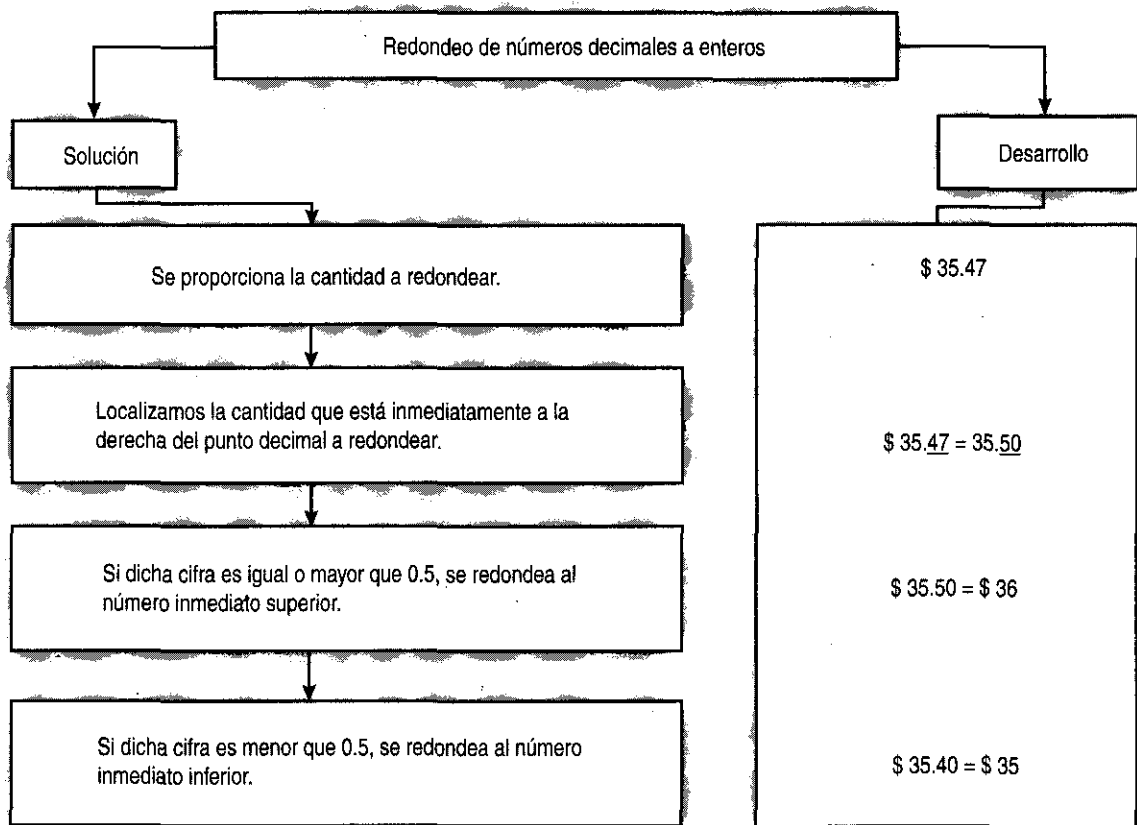 Redondeo de números decimales a enteros
Solución
Desarrollo
Se proporciona la cantidad a redondear.
$ 35.47
Localizamos la cantidad que está inmediatamente a la
derecha del punto decimal a redondear.
$ 35.47 = 35.50
Si dicha cifra es igual o mayor que 0.5, se redondea al
número inmediato superior.
$ 35.50 = $ 36
Si dicha cifra es menor que 0.5, se redondea al número
inmediato inferior.
$ 35.40 = $ 35